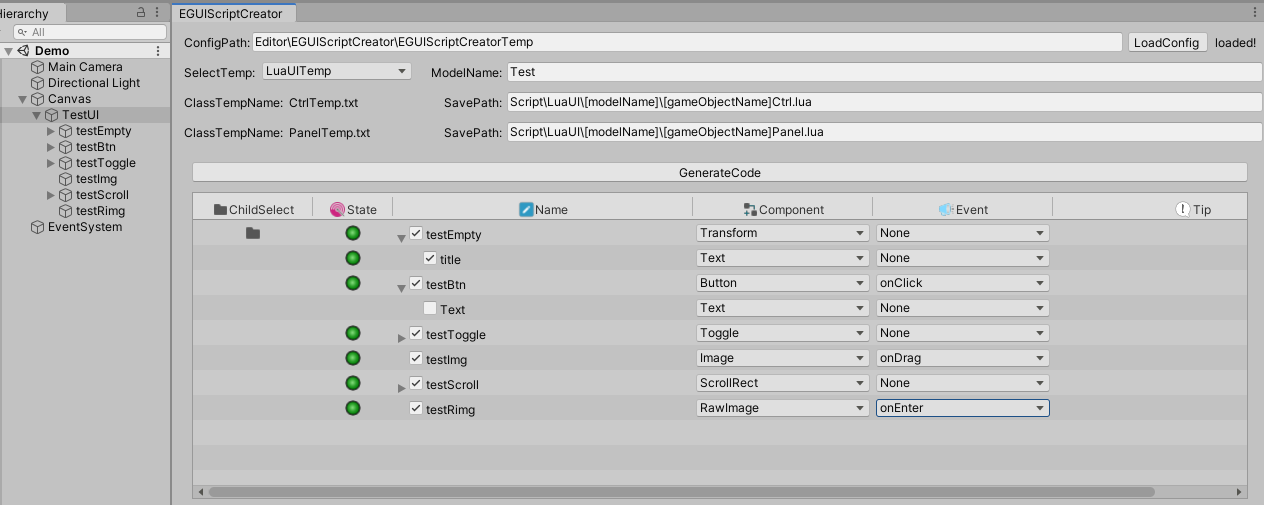 Hierarchy
All
Demo
Main Camera
Directional Light
Canvas
TestUI
testEmpty
testBtn
testToggle
testImg
testScroll
testRimg
EventSystem
EGUIScriptCreator
ConfigPath: Editor\EGUIScriptCreator\EGUIScriptCreatorTemp LoadConfig loaded!
SelectTemp: LuaUITemp ModelName: Test
ClassTempName: CtrlTemp.txt SavePath: Script\LuaUI\[modelName]\[gameObjectName]Ctrl.lua
ClassTempName: PanelTemp.txt SavePath: Script\LuaUI\[modelName]\[gameObjectName]Panel.lua
GenerateCode
ChildSelect State Name Component Event Tip
testEmpty Transform None
title Text None
testBtn Button onClick
Text Text None
testToggle Toggle None
testImg Image onDrag
testScroll ScrollRect None
testRimg RawImage onEnter